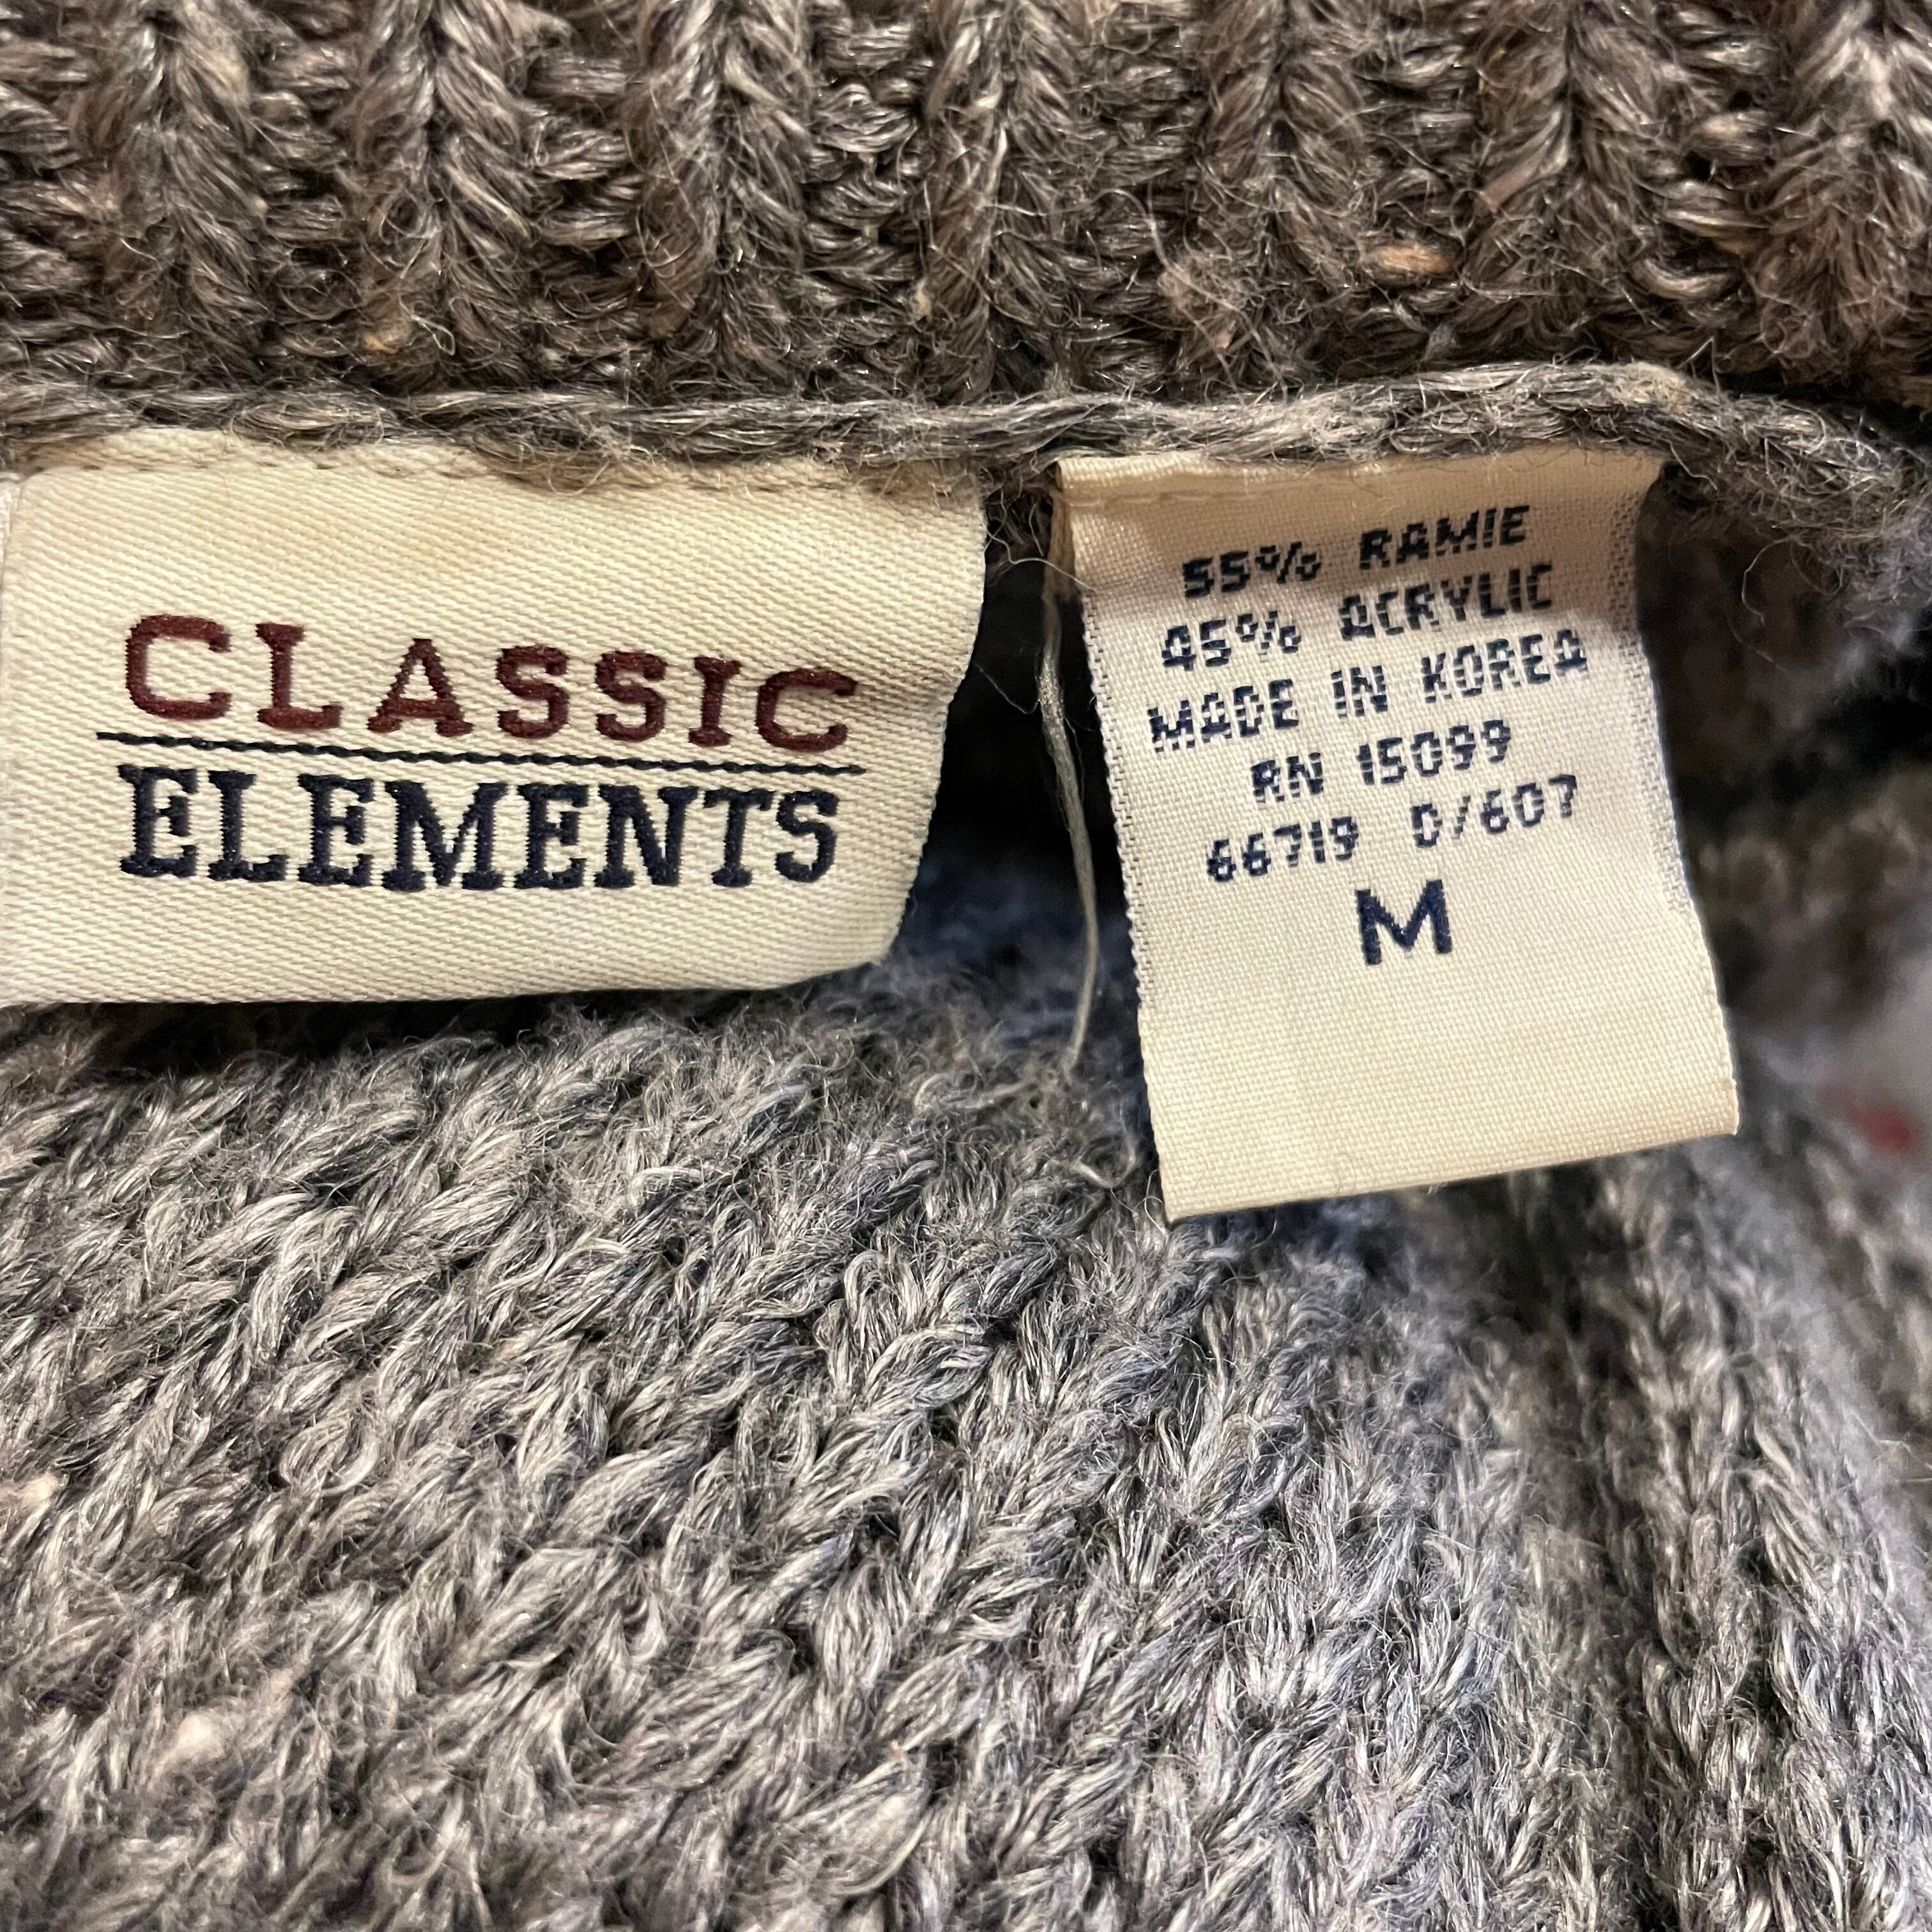 CLASSIC
ELEMENTS
55% RAMIE
45% ACRYLIC
MADE IN KOREA
RN 15099
66719 D/607
M